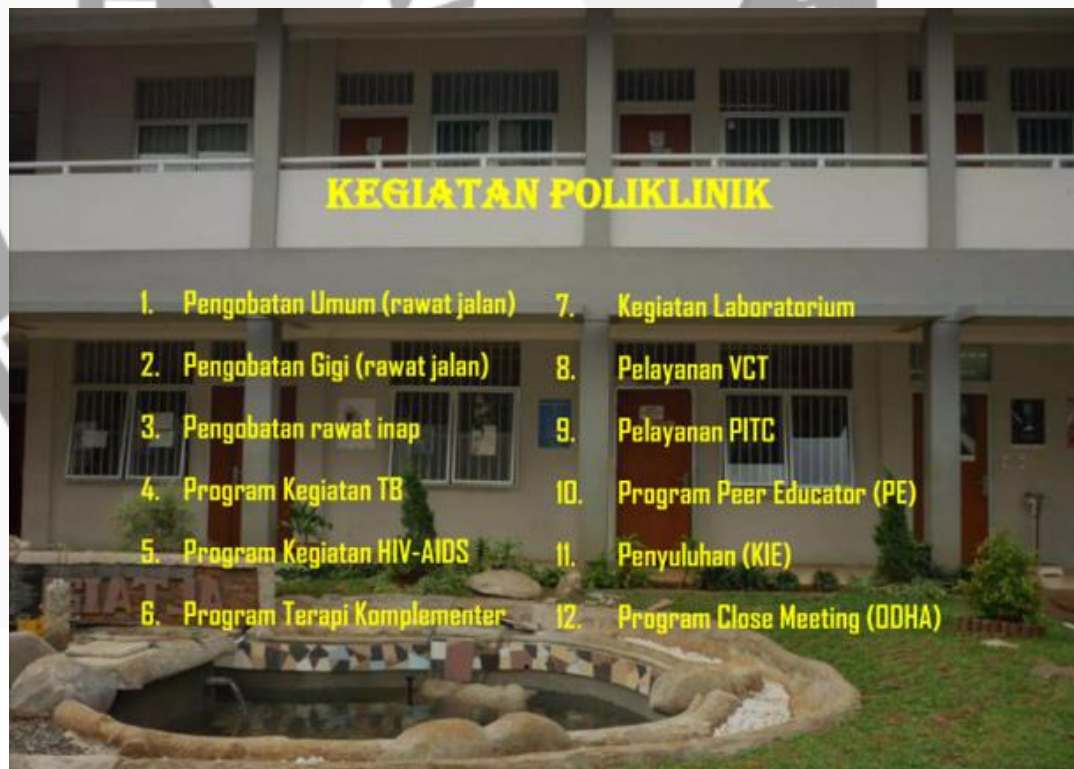 KEGIATAN POLIKLINIK
1. Pengobatan Umum (rawat jalan)
2. Pengobatan Gigi (rawat jalan)
3. Pengobatan rawat inap
4. Program Kegiatan TB
5. Program Kegiatan HIV-AIDS
6. Program Terapi Komplementer
7. Kegiatan Laboratorium
8. Pelayanan VCT
9. Pelayanan PITC
10. Program Peer Educator (PE)
11. Penyuluhan (KIE)
12. Program Close Meeting (ODHA)